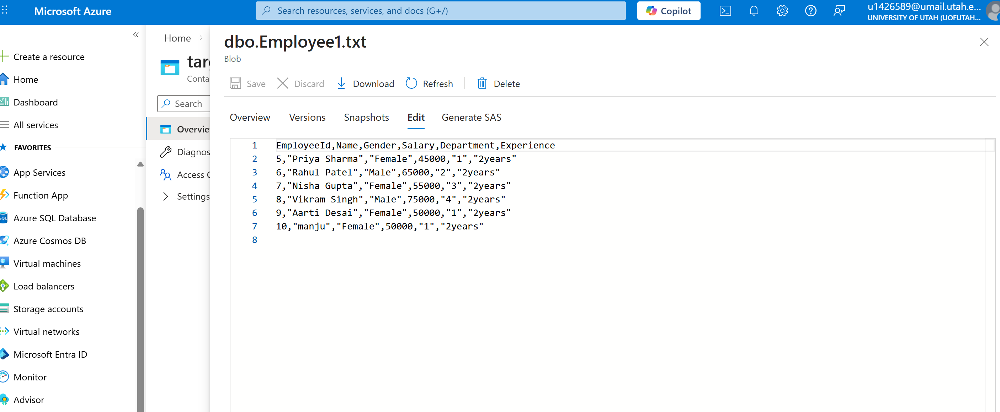 Microsoft Azure
Search resources, services, and docs (G+/)
Copilot
u1426589@umail.utah.e...
UNIVERSITY OF UTAH (UOFUTAH...
Create a resource
Home
Dashboard
All services
FAVORITES
App Services
Function App
Azure SQL Database
Azure Cosmos DB
Virtual machines
Load balancers
Storage accounts
Virtual networks
Microsoft Entra ID
Monitor
Advisor
Home
Conta
Search
Overvie
Diagnos
Access
Settings
dbo.Employee1.txt
Blob
Save Discard Download Refresh Delete
Overview Versions Snapshots Edit Generate SAS
1 EmployeeId,Name,Gender,Salary,Department,Experience
2 5,"Priya Sharma","Female",45000,"1","2years"
3 6,"Rahul Patel","Male",65000,"2","2years"
4 7,"Nisha Gupta","Female",55000,"3","2years"
5 8,"Vikram Singh","Male",75000,"4","2years"
6 9,"Aarti Desai","Female",50000,"1","2years"
7 10,"manju","Female",50000,"1","2years"
8